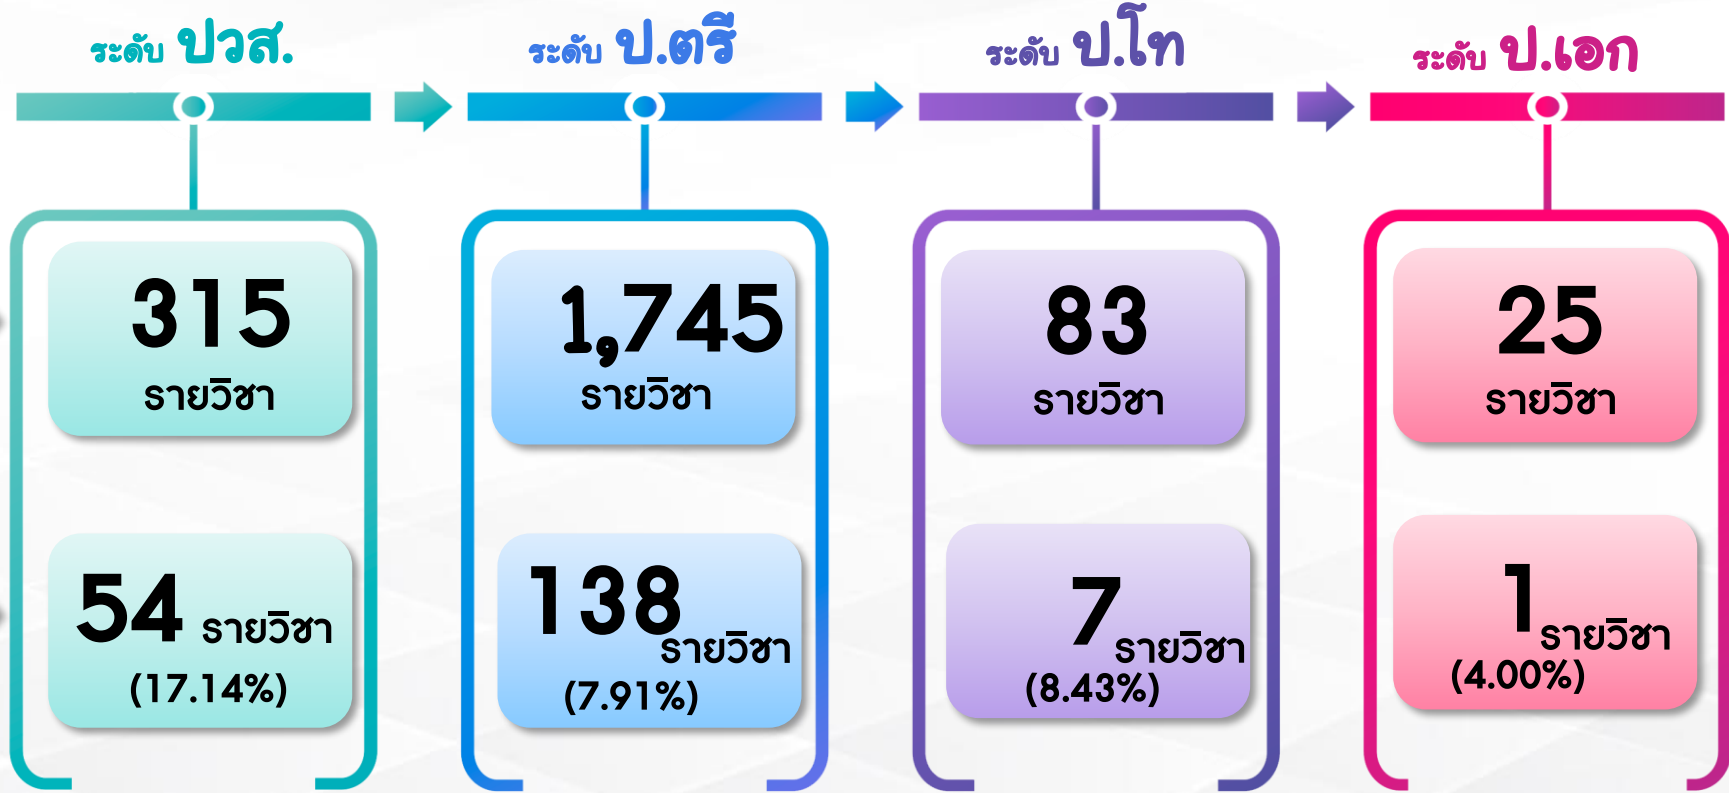 ระดับ ปวส.
315
รายวิชา
54 รายวิชา
(17.14%)
ระดับ ป.ตรี
1,745
รายวิชา
138 รายวิชา
(7.91%)
ระดับ ป.โท
83
รายวิชา
7 รายวิชา
(8.43%)
ระดับ ป.เอก
25
รายวิชา
1 รายวิชา
(4.00%)